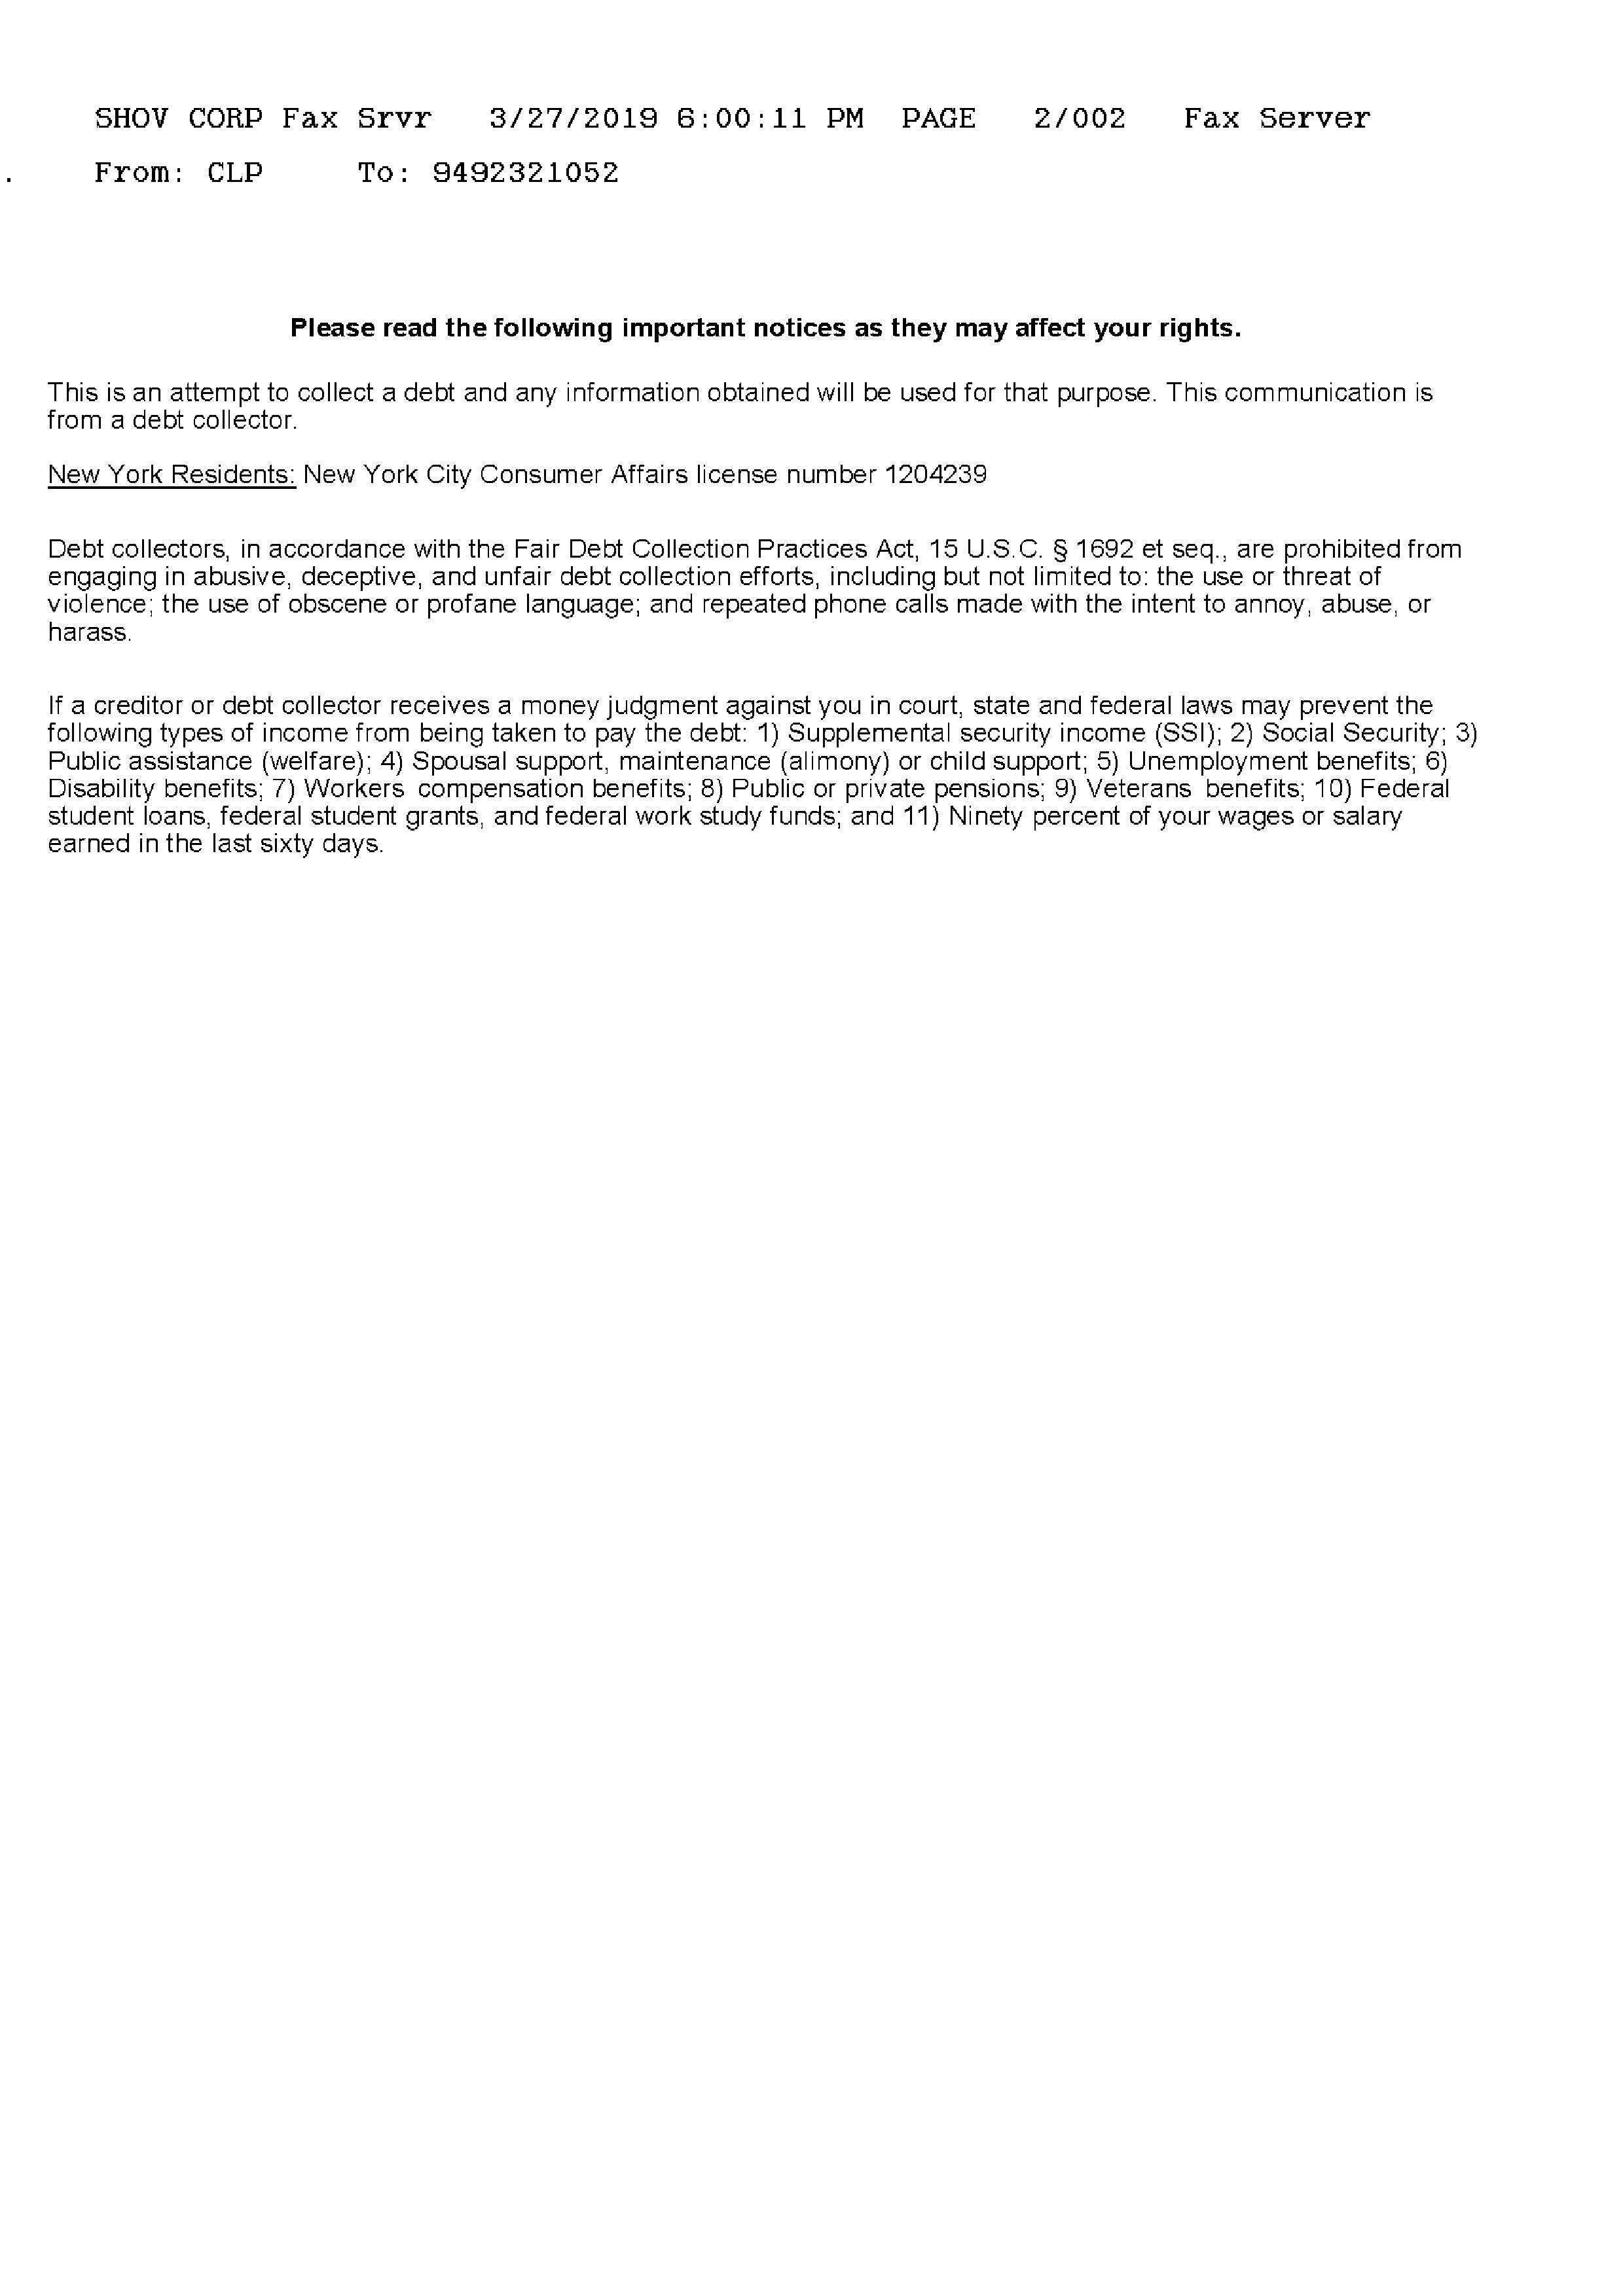 SHOV CORP Fax Srvr 3/27/2019 6:00:11 PM PAGE 2/002 Fax Server
. From: CLP To: 9492321052
Please read the following important notices as they may affect your rights.
This is an attempt to collect a debt and any information obtained will be used for that purpose. This communication is
from a debt collector.
New York Residents: New York City Consumer Affairs license number 1204239
Debt collectors, in accordance with the Fair Debt Collection Practices Act, 15 U.S.C. § 1692 et seq., are prohibited from
engaging in abusive, deceptive, and unfair debt collection efforts, including but not limited to: the use or threat of
violence; the use of obscene or profane language; and repeated phone calls made with the intent to annoy, abuse, or
harass.
If a creditor or debt collector receives a money judgment against you in court, state and federal laws may prevent the
following types of income from being taken to pay the debt: 1) Supplemental security income (SSI); 2) Social Security; 3)
Public assistance (welfare); 4) Spousal support, maintenance (alimony) or child support; 5) Unemployment benefits; 6)
Disability benefits; 7) Workers compensation benefits; 8) Public or private pensions; 9) Veterans benefits; 10) Federal
student loans, federal student grants, and federal work study funds; and 11) Ninety percent of your wages or salary
earned in the last sixty days.